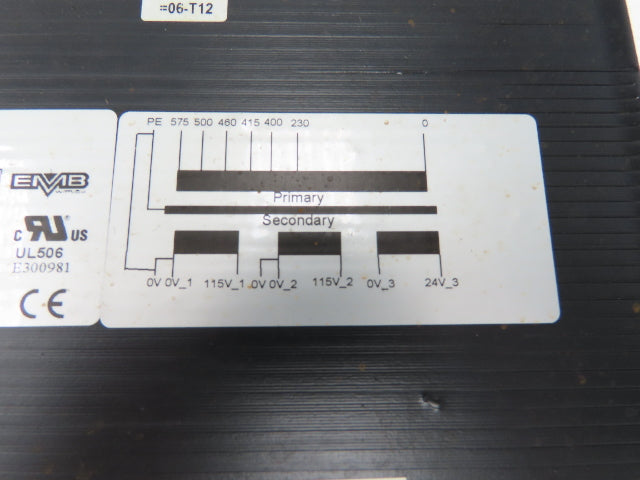 =06-T12
PE 575 500 460 415 400 230 0
Primary
Secondary
0V 0V_1 115V_1 0V 0V_2 115V_2 0V_3 24V_3
EMB
c RU US
UL506
E300981
CE